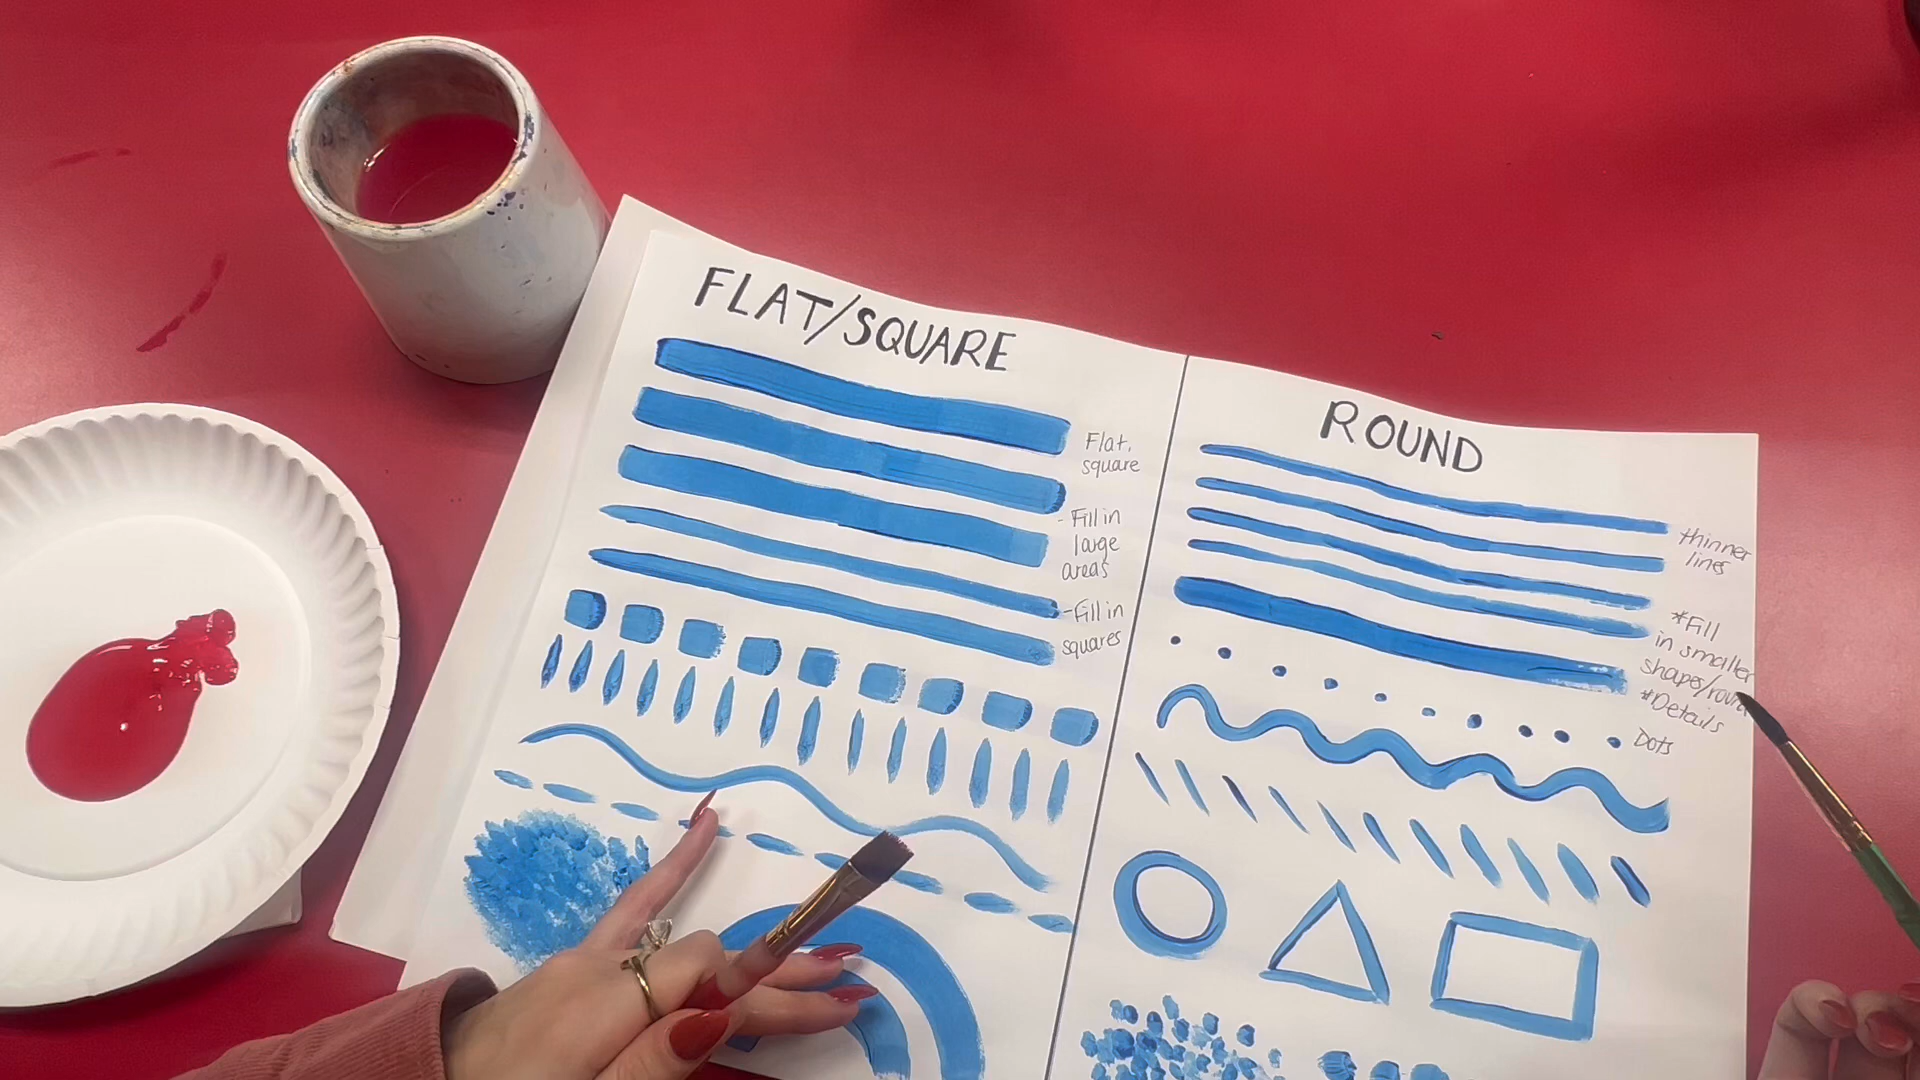 FLAT/SQUARE
Flat,
square
- Fill in
large
areas
- Fill in
squares
ROUND
thinner
lines
*Fill
in smaller
shapes/round
*Details
Dots